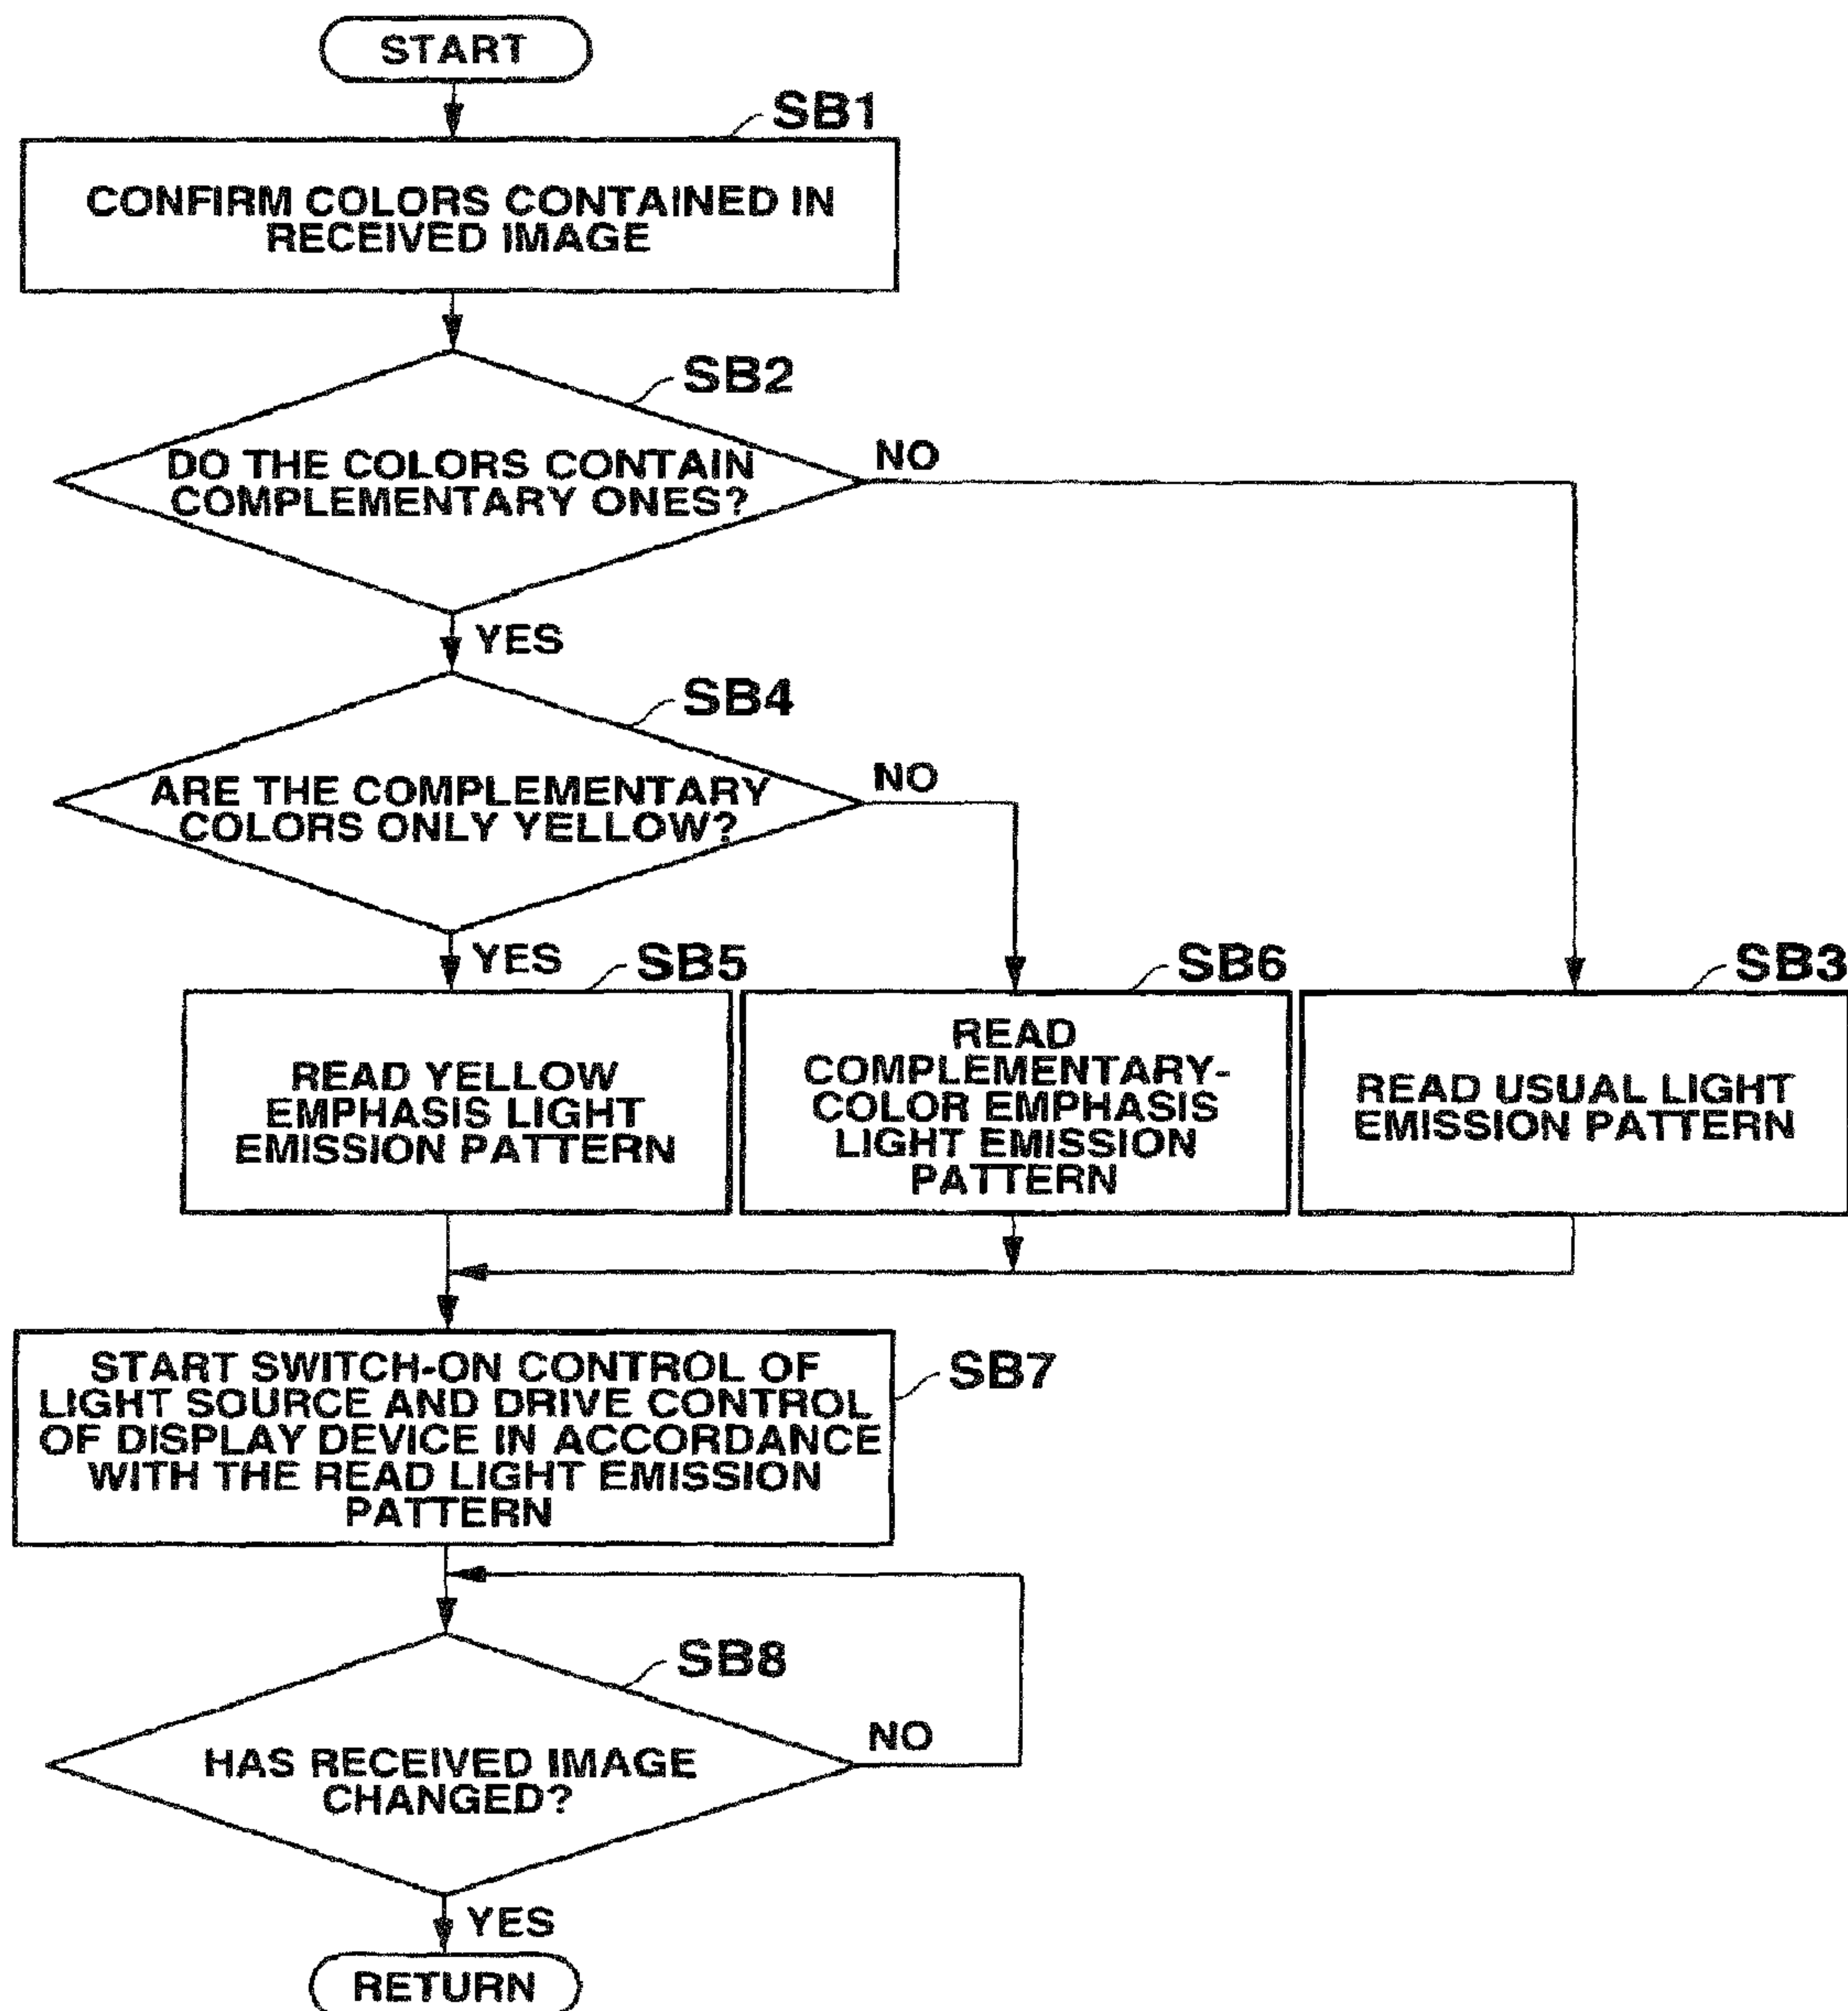 START
SB1
CONFIRM COLORS CONTAINED IN
RECEIVED IMAGE
SB2
DO THE COLORS CONTAIN
COMPLEMENTARY ONES?
NO
YES
SB4
ARE THE COMPLEMENTARY
COLORS ONLY YELLOW?
NO
YES
SB5
READ YELLOW
EMPHASIS LIGHT
EMISSION PATTERN
SB6
READ
COMPLEMENTARY-
COLOR EMPHASIS
LIGHT EMISSION
PATTERN
SB3
READ USUAL LIGHT
EMISSION PATTERN
START SWITCH-ON CONTROL OF
LIGHT SOURCE AND DRIVE CONTROL
OF DISPLAY DEVICE IN ACCORDANCE
WITH THE READ LIGHT EMISSION
PATTERN
SB7
SB8
HAS RECEIVED IMAGE
CHANGED?
NO
YES
RETURN